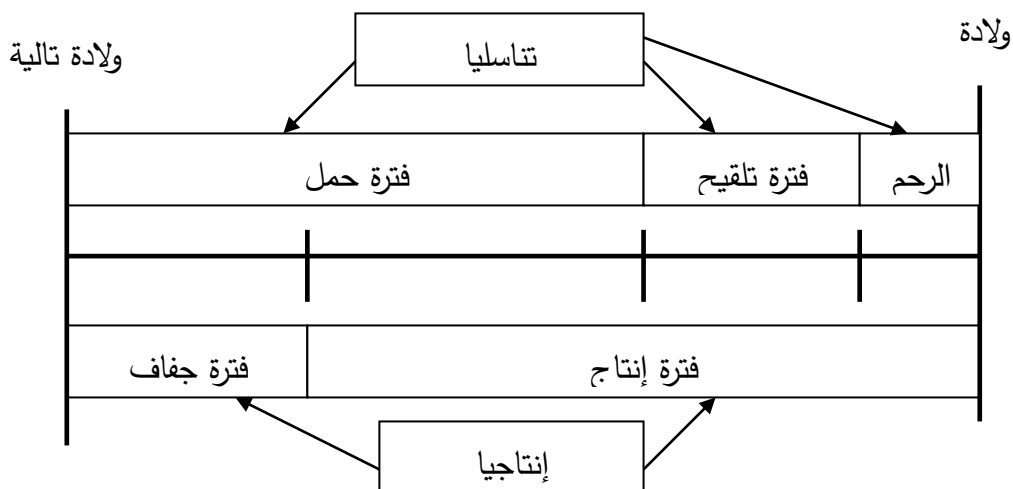 ولادة
تناسليا
ولادة تالية
الرحم
فترة تلقيح
فترة حمل
فترة إنتاج
فترة جفاف
إنتاجيا